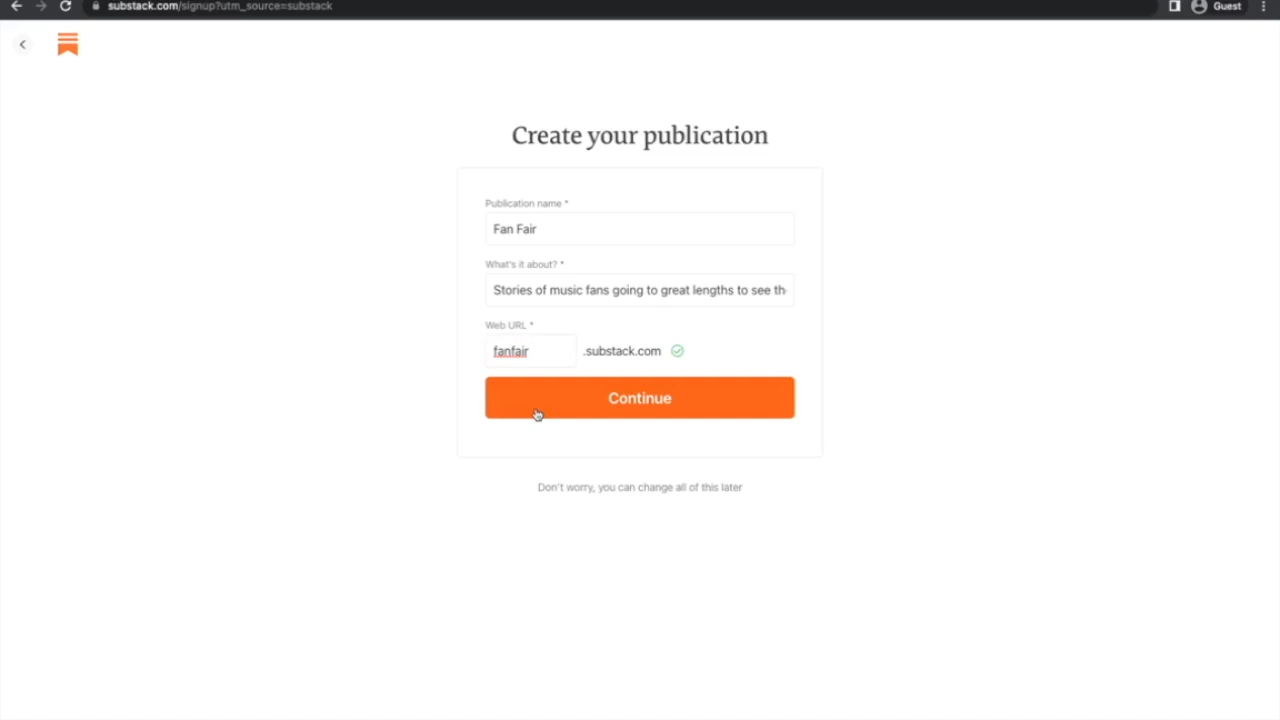 substack.com/signup?utm_source=substack
Guest
Create your publication
Publication name *
Fan Fair
What's it about? *
Stories of music fans going to great lengths to see th
Web URL *
fanfair .substack.com
Continue
Don't worry, you can change all of this later